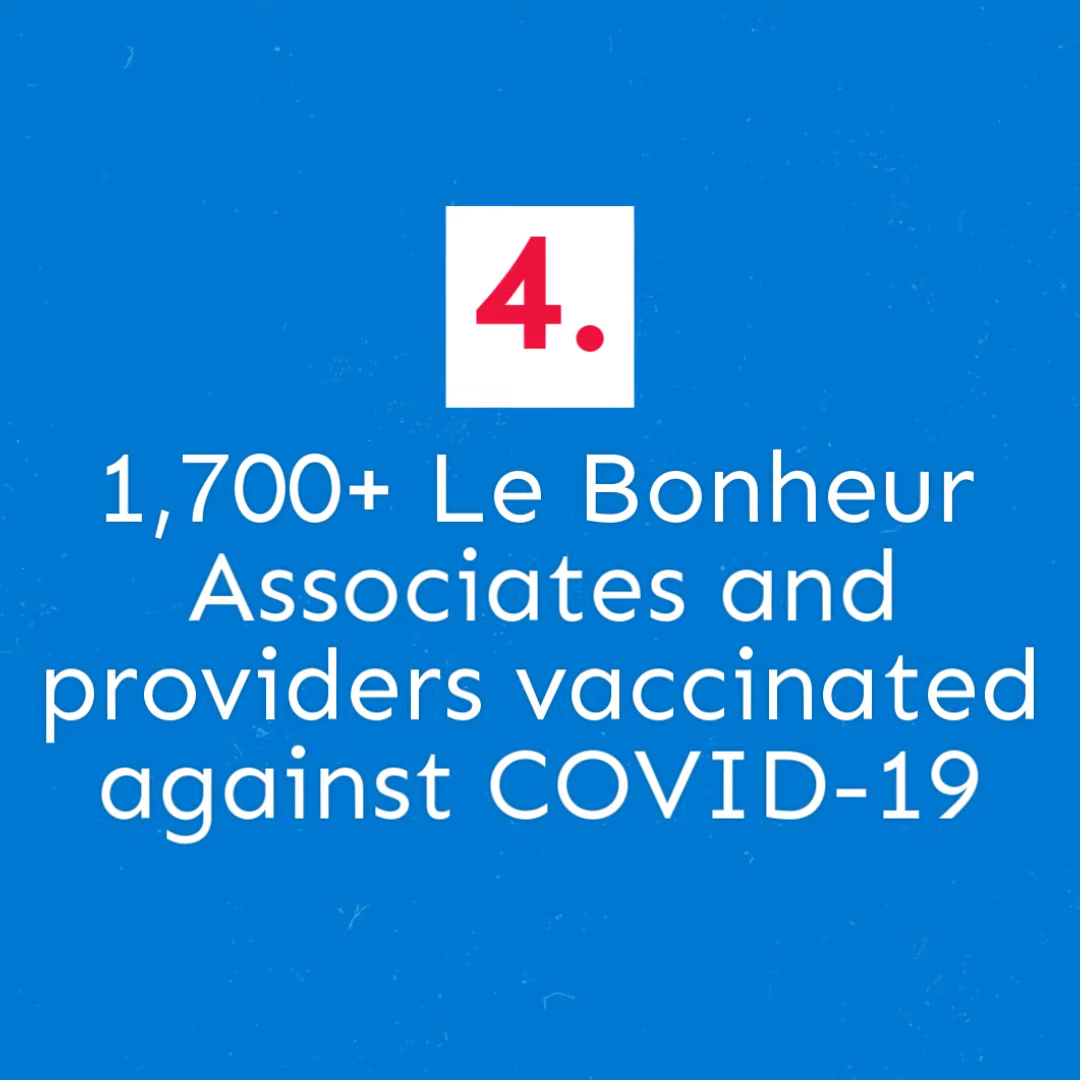 4.
1,700+ Le Bonheur
Associates and
providers vaccinated
against COVID-19